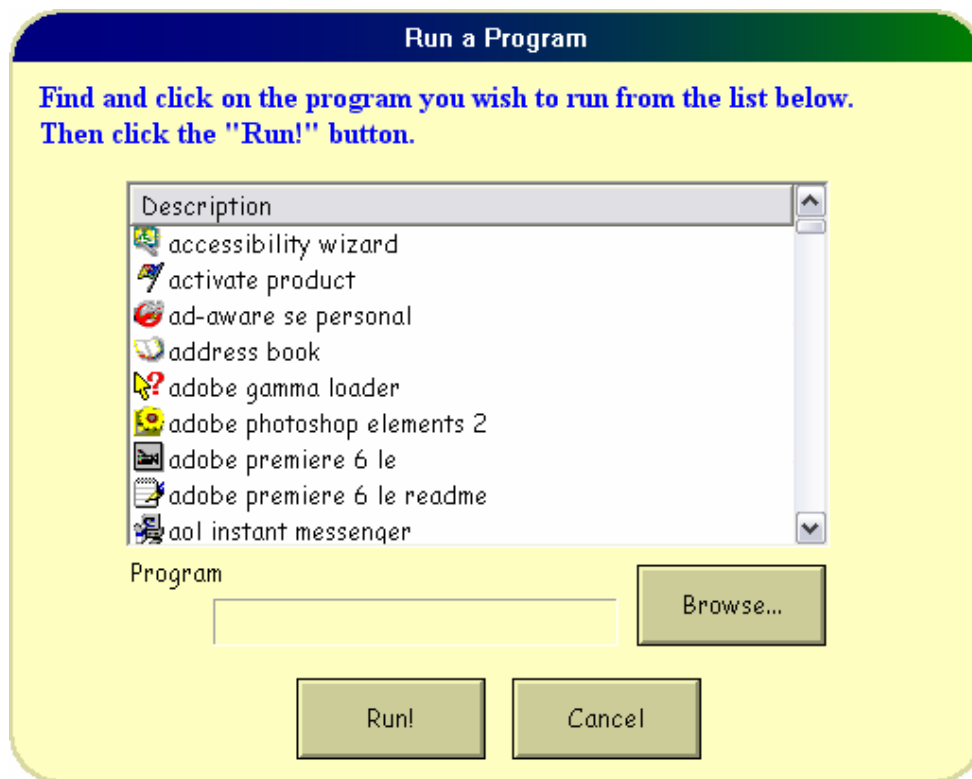 Run a Program
Find and click on the program you wish to run from the list below.
Then click the "Run!" button.
Description
accessibility wizard
activate product
ad-aware se personal
address book
adobe gamma loader
adobe photoshop elements 2
adobe premiere 6 le
adobe premiere 6 le readme
aol instant messenger
Program
Browse...
Run!
Cancel